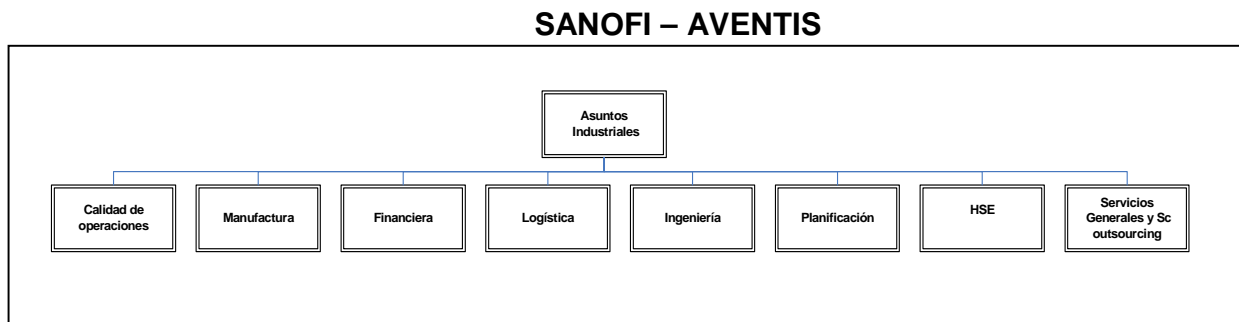 SANOFI – AVENTIS
Asuntos
Industriales
Calidad de
operaciones
Manufactura
Financiera
Logística
Ingeniería
Planificación
HSE
Servicios
Generales y Sc
outsourcing